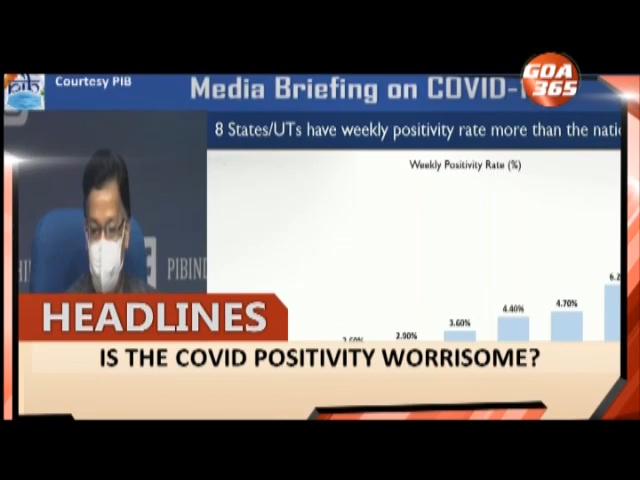 Courtesy PIB
Media Briefing on COVID-
GOA
365
8 States/UTs have weekly positivity rate more than the
Weekly Positivity Rate (%)
PIB
2.90%
3.60%
4.40%
4.70%
HEADLINES
IS THE COVID POSITIVITY WORRISOME?